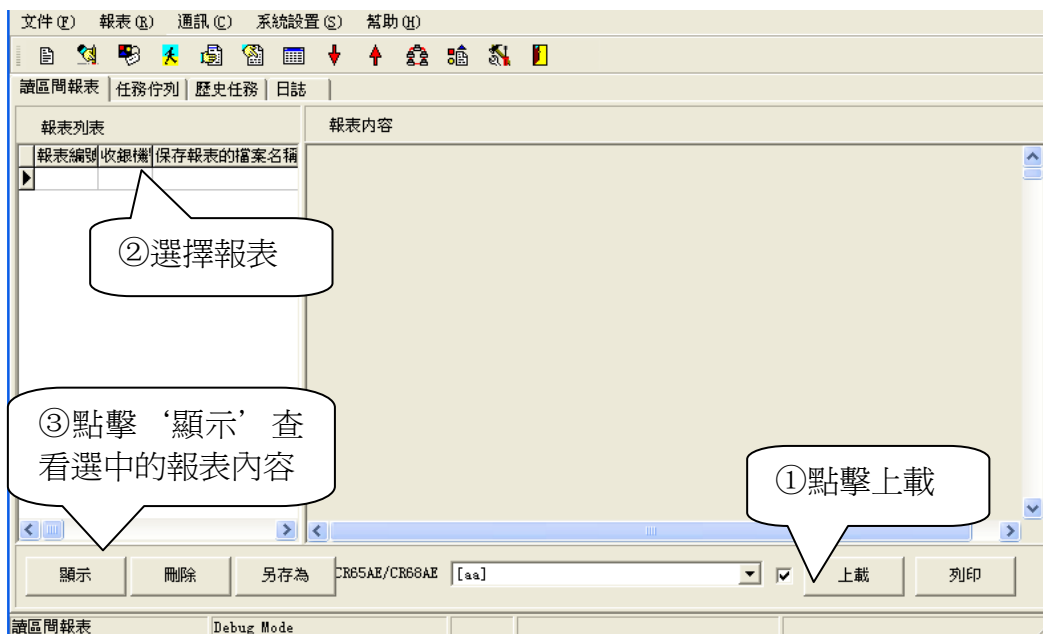 文件(F) 報表(R) 通訊(C) 系統設置(S) 幫助(H)
讀區間報表 任務佇列 歷史任務 日誌
報表列表 報表内容
報表編號 收銀機 保存報表的檔案名稱
②選擇報表
③點擊‘顯示’查
看選中的報表內容
①點擊上載
顯示 刪除 另存為 CR65AE/CR68AE [aa] 上載 列印
讀區間報表 Debug Mode